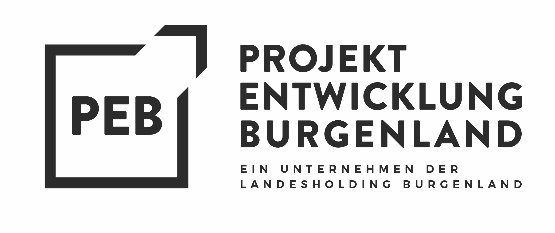 PEB
PROJEKT
ENTWICKLUNG
BURGENLAND
EIN UNTERNEHMEN DER
LANDESHOLDING BURGENLAND